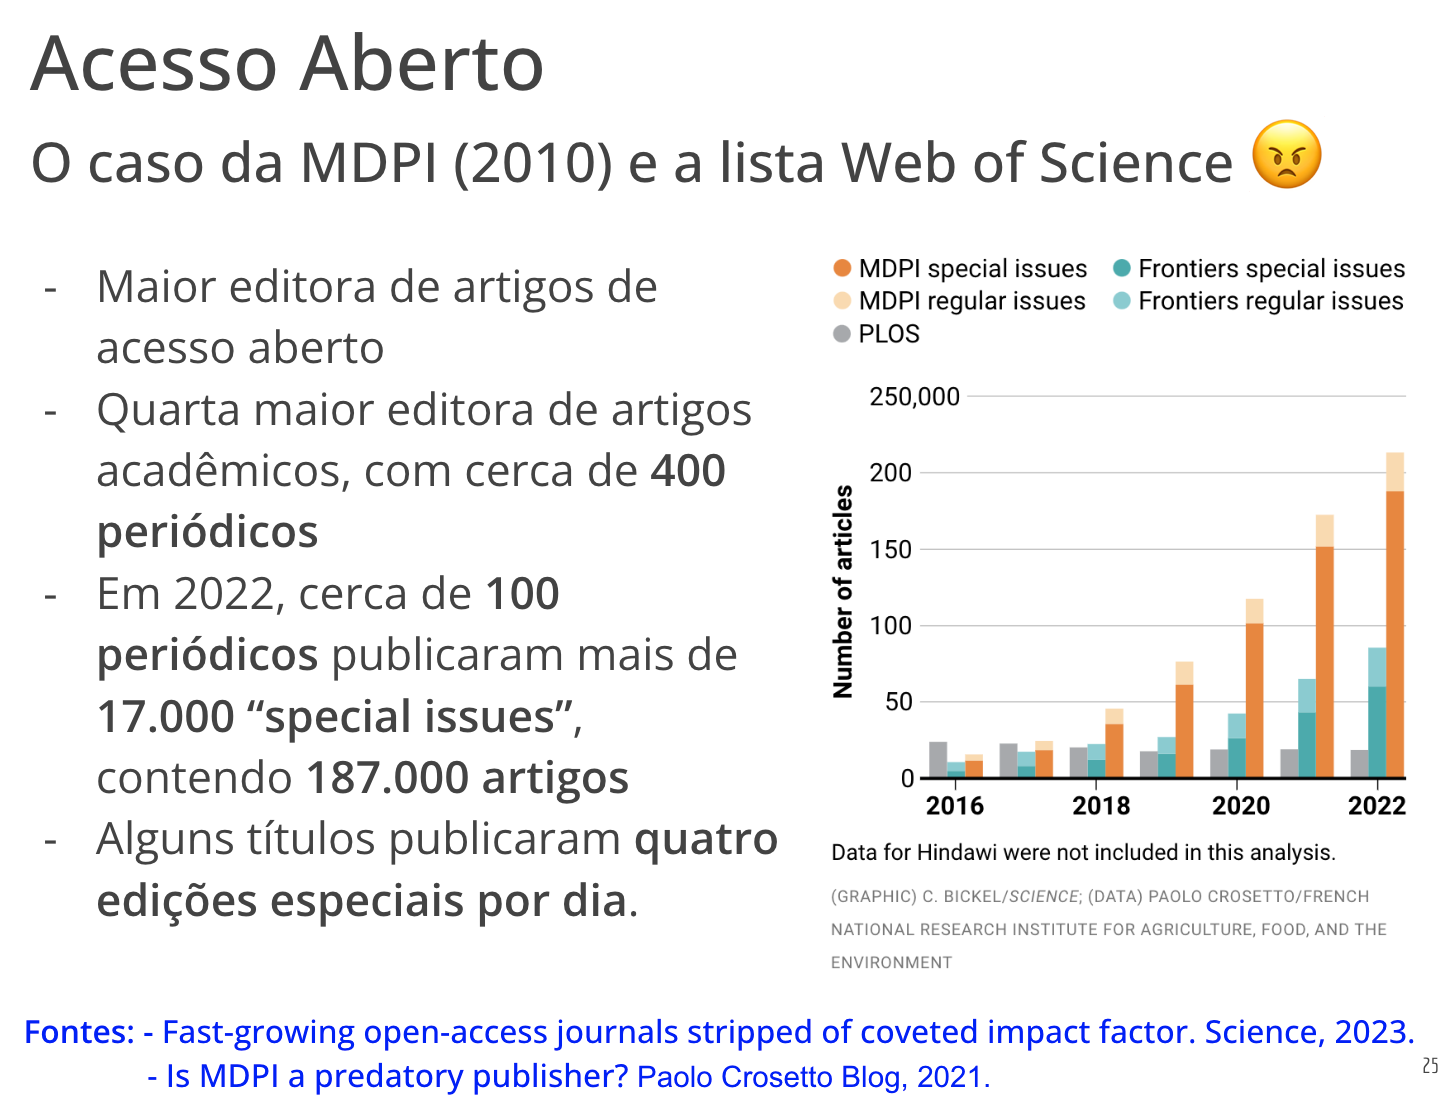 Acesso Aberto
O caso da MDPI (2010) e a lista Web of Science 😠
- Maior editora de artigos de
acesso aberto
- Quarta maior editora de artigos
acadêmicos, com cerca de 400
periódicos
- Em 2022, cerca de 100
periódicos publicaram mais de
17.000 “special issues”,
contendo 187.000 artigos
- Alguns títulos publicaram quatro
edições especiais por dia.
MDPI special issues
Frontiers special issues
MDPI regular issues
Frontiers regular issues
PLOS
Number of articles
250,000
200
150
100
50
0
2016 2018 2020 2022
Data for Hindawi were not included in this analysis.
(GRAPHIC) C. BICKEL/SCIENCE; (DATA) PAOLO CROSETTO/FRENCH
NATIONAL RESEARCH INSTITUTE FOR AGRICULTURE, FOOD, AND THE
ENVIRONMENT
Fontes: - Fast-growing open-access journals stripped of coveted impact factor. Science, 2023.
- Is MDPI a predatory publisher? Paolo Crosetto Blog, 2021.
25